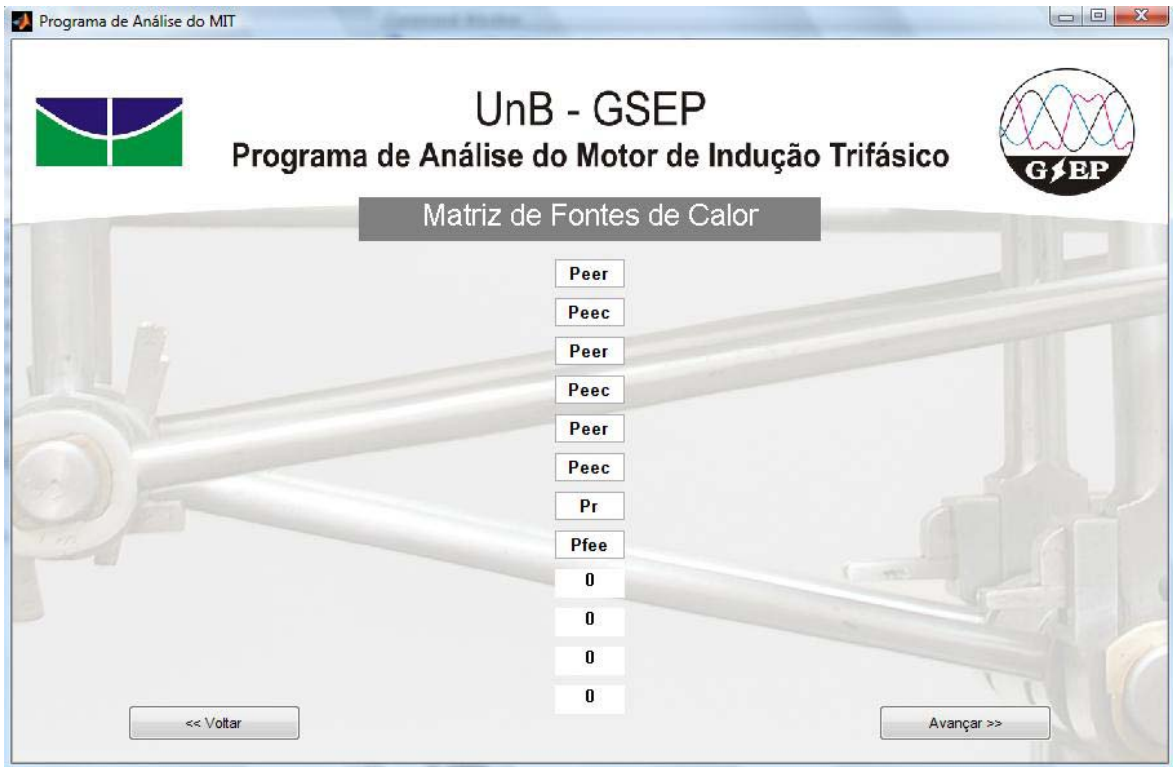 Programa de Análise do MIT
UnB - GSEP
Programa de Análise do Motor de Indução Trifásico
GSEP
Matriz de Fontes de Calor
Peer
Peec
Peer
Peec
Peer
Peec
Pr
Pfee
0
0
0
0
<< Voltar
Avançar >>